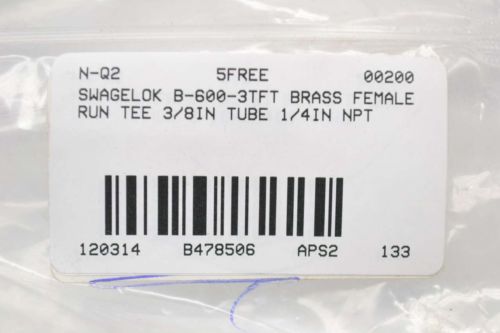 N-Q2 5FREE 00200
SWAGELOK B-600-3TFT BRASS FEMALE
RUN TEE 3/8IN TUBE 1/4IN NPT
120314 B478506 APS2 133